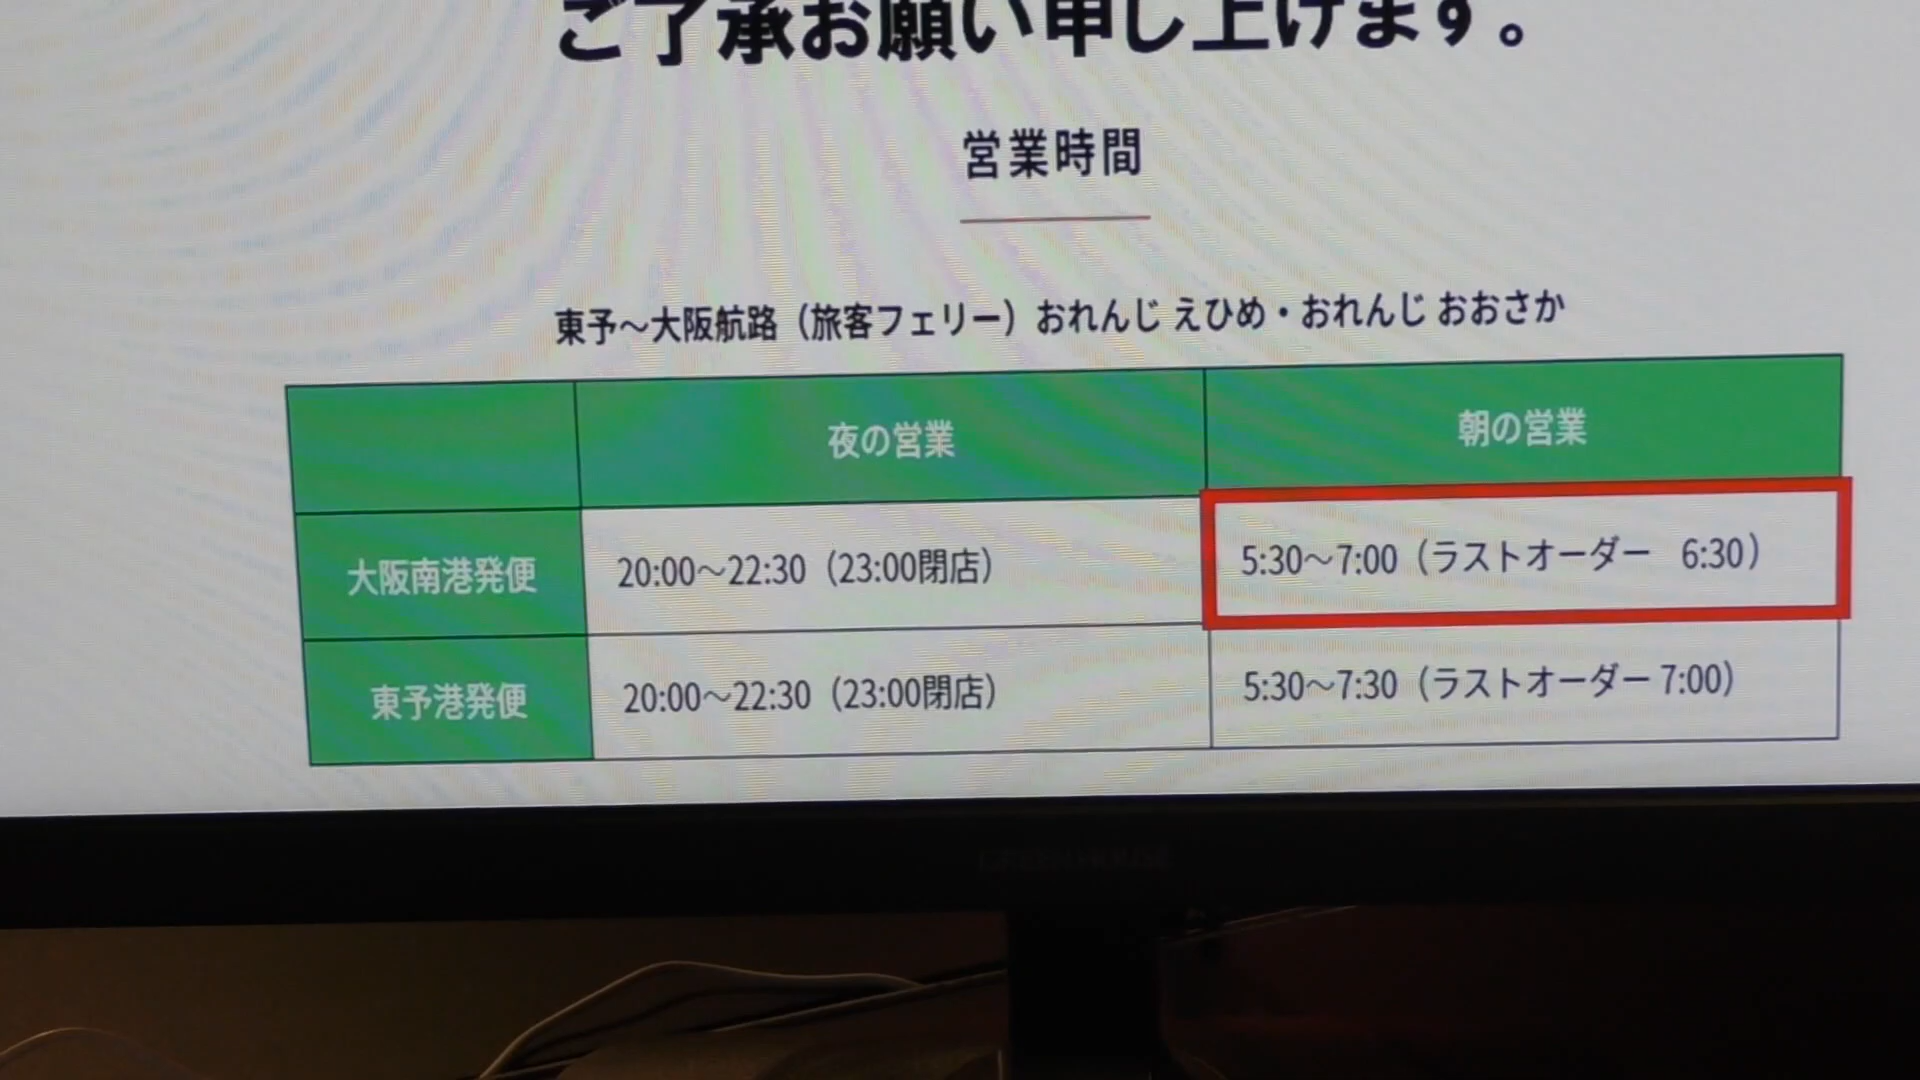 ご了承お願い申し上げます。
営業時間
東予～大阪航路（旅客フェリー）おれんじ えひめ・おれんじ おおさか
夜の営業 朝の営業
大阪南港発便 20:00～22:30（23:00閉店） 5:30～7:00（ラストオーダー　6:30）
東予港発便 20:00～22:30（23:00閉店） 5:30～7:30（ラストオーダー 7:00）